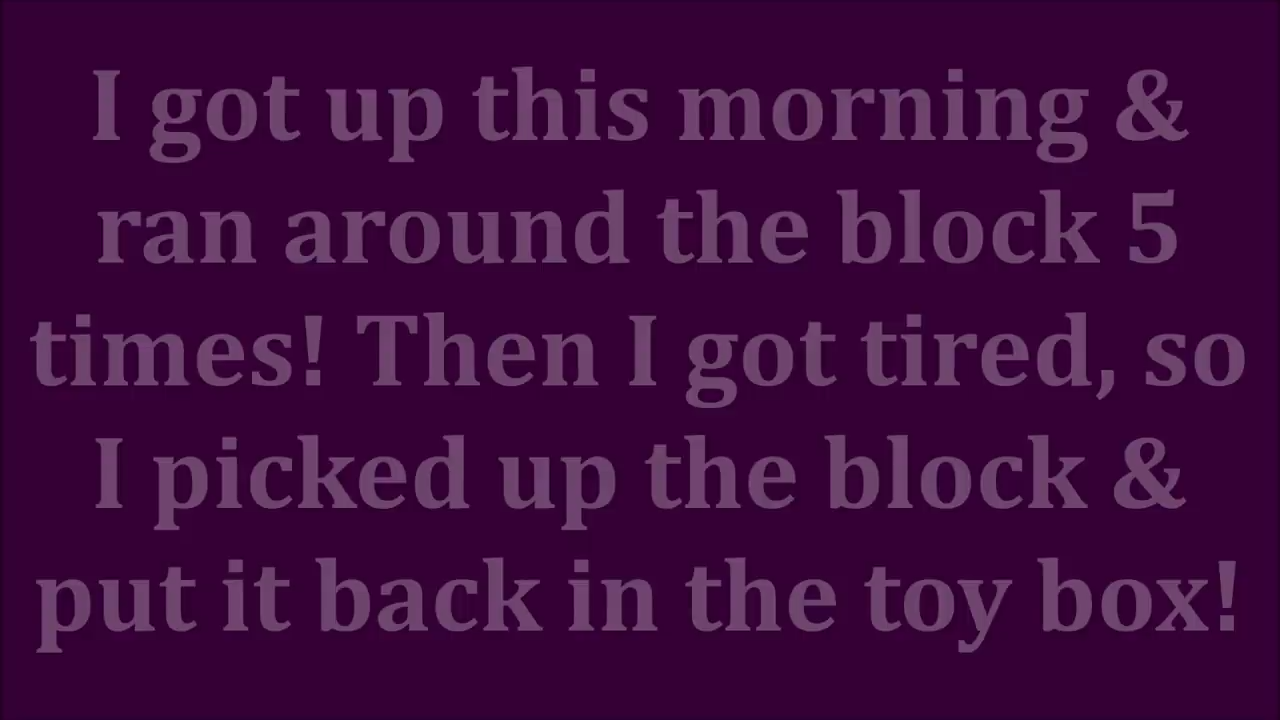 I got up this morning &
ran around the block 5
times! Then I got tired, so
I picked up the block &
put it back in the toy box!